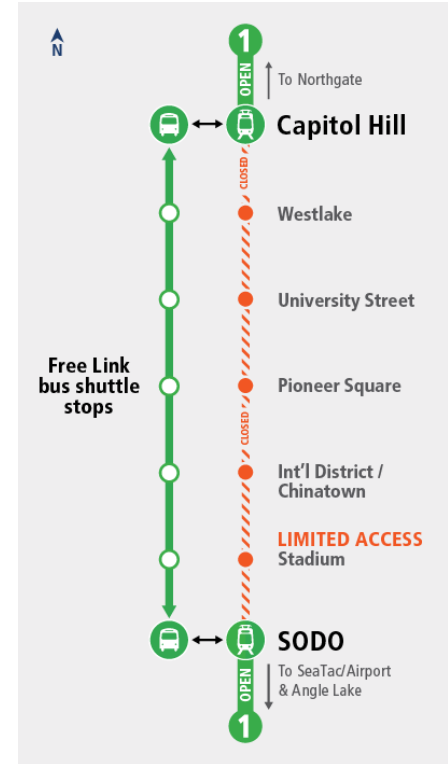 1
N
OPEN
To Northgate
Capitol Hill
CLOSED
Westlake
University Street
Free Link
bus shuttle
stops
Pioneer Square
CLOSED
Int'l District /
Chinatown
LIMITED ACCESS
Stadium
SODO
OPEN
To SeaTac/Airport
& Angle Lake
1